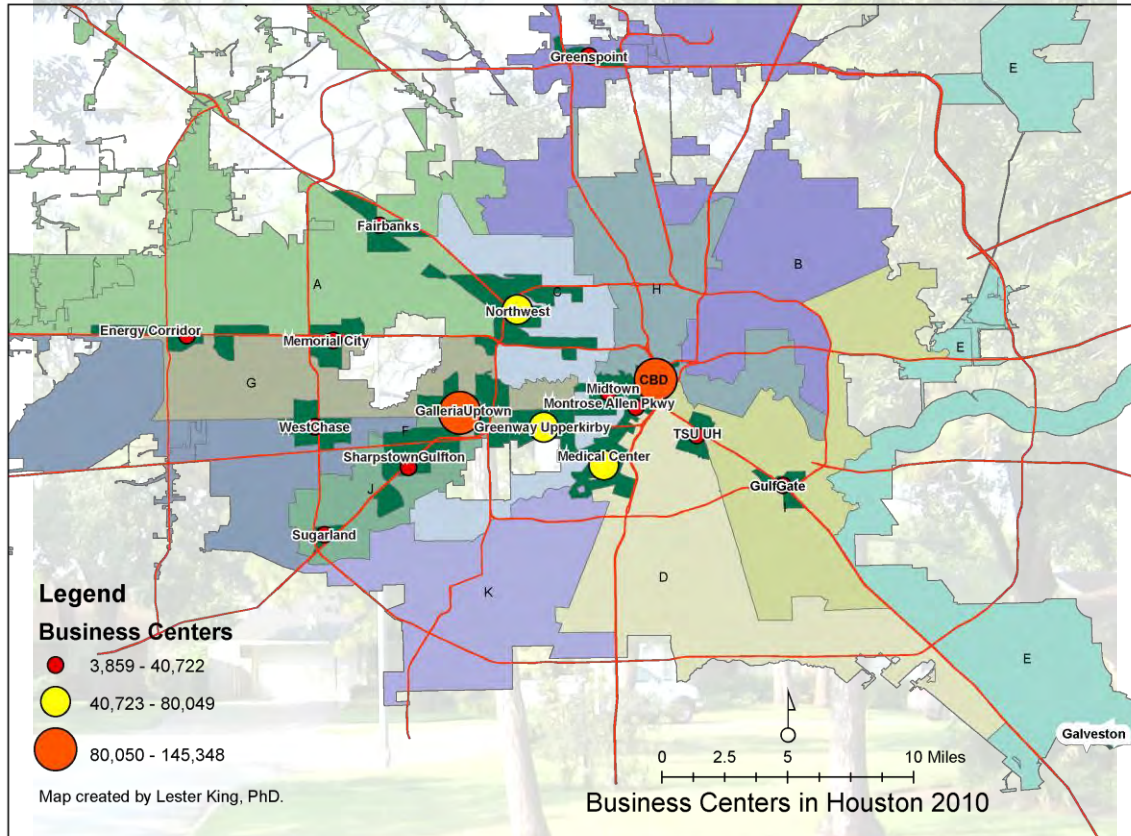 Greenspoint
E
Fairbanks
B
A
C
H
Northwest
Energy Corridor
Memorial City
E
G
CBD
Midtown
Montrose Allen Pkwy
GalleriaUptown
WestChase
F
Greenway Upperkirby
TSU UH
SharpstownGulfton
Medical Center
J
GulfGate
I
Sugarland
D
K
E
Galveston
Legend
Business Centers
3,859 - 40,722
40,723 - 80,049
80,050 - 145,348
Map created by Lester King, PhD.
0 2.5 5 10 Miles
Business Centers in Houston 2010